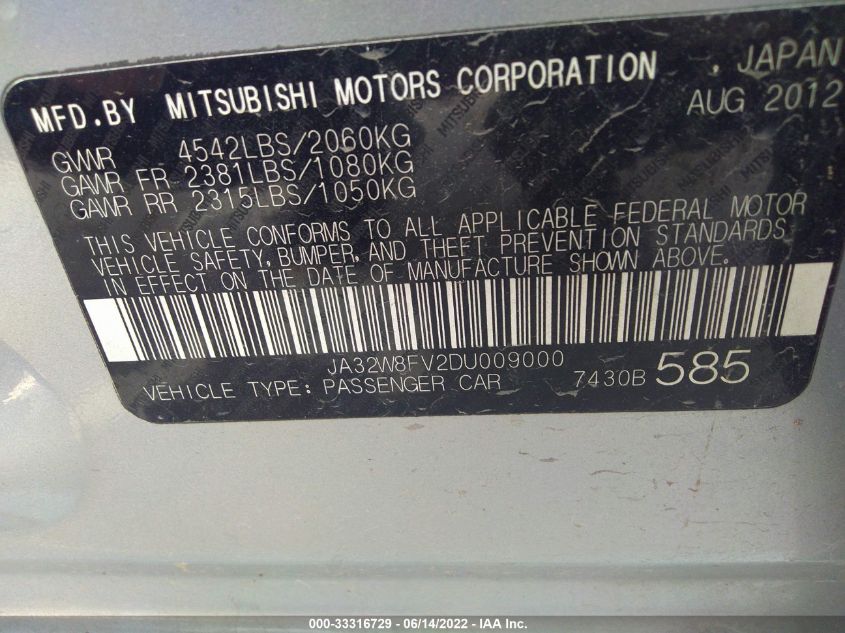 MFD.BY MITSUBISHI MOTORS CORPORATION , JAPAN
AUG 2012
GVWR 4542LBS/2060KG
GAWR FR 2381LBS/1080KG
GAWR RR 2315LBS/1050KG
THIS VEHICLE CONFORMS TO ALL APPLICABLE FEDERAL MOTOR
VEHICLE SAFETY, BUMPER, AND THEFT PREVENTION STANDARDS
IN EFFECT ON THE DATE OF MANUFACTURE SHOWN ABOVE.
JA32W8FV2DU009000
VEHICLE TYPE: PASSENGER CAR 7430B 585
000-33316729 - 06/14/2022 - IAA Inc.